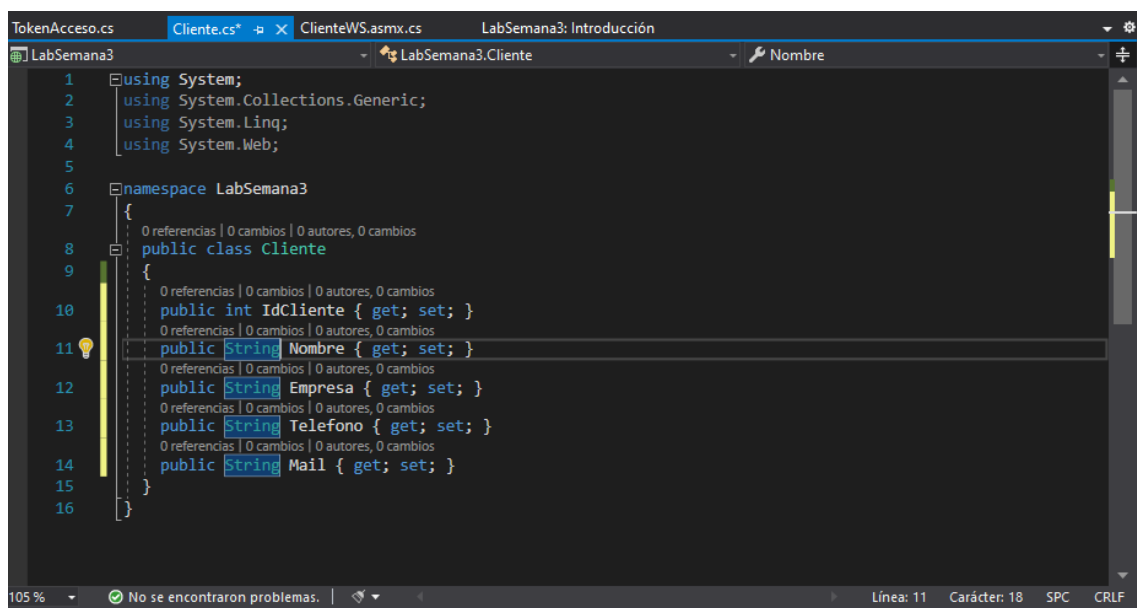 TokenAcceso.cs Cliente.cs* ClienteWS.asmx.cs LabSemana3: Introducción
LabSemana3 LabSemana3.Cliente Nombre
1 using System;
2 using System.Collections.Generic;
3 using System.Linq;
4 using System.Web;
5
6 namespace LabSemana3
7 {
0 referencias | 0 cambios | 0 autores, 0 cambios
8 public class Cliente
9 {
0 referencias | 0 cambios | 0 autores, 0 cambios
10 public int IdCliente { get; set; }
0 referencias | 0 cambios | 0 autores, 0 cambios
11 public String Nombre { get; set; }
0 referencias | 0 cambios | 0 autores, 0 cambios
12 public String Empresa { get; set; }
0 referencias | 0 cambios | 0 autores, 0 cambios
13 public String Telefono { get; set; }
0 referencias | 0 cambios | 0 autores, 0 cambios
14 public String Mail { get; set; }
15 }
16 }
105 % No se encontraron problemas. Línea: 11 Carácter: 18 SPC CRLF